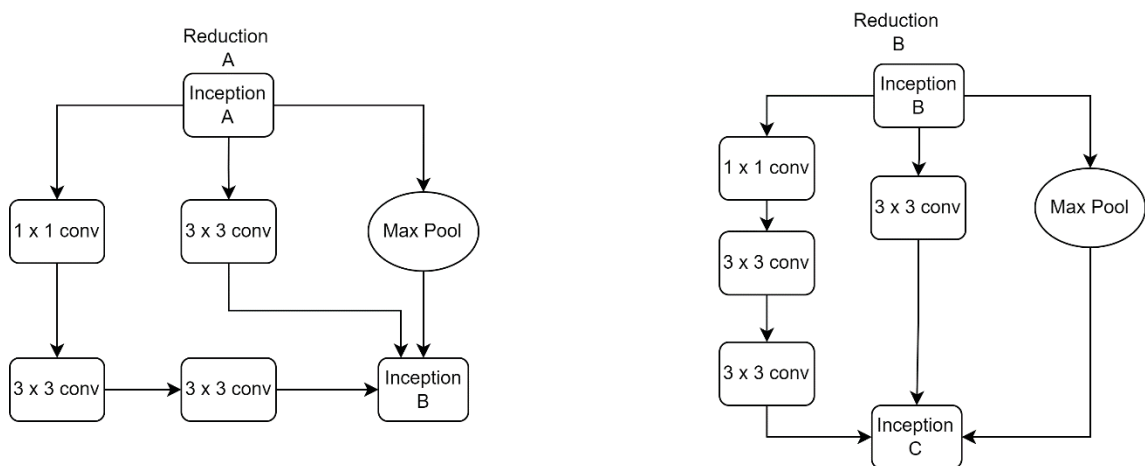 Reduction
A
Inception
A
1 x 1 conv
3 x 3 conv
Max Pool
3 x 3 conv
3 x 3 conv
Inception
B
Reduction
B
Inception
B
1 x 1 conv
3 x 3 conv
Max Pool
3 x 3 conv
3 x 3 conv
Inception
C